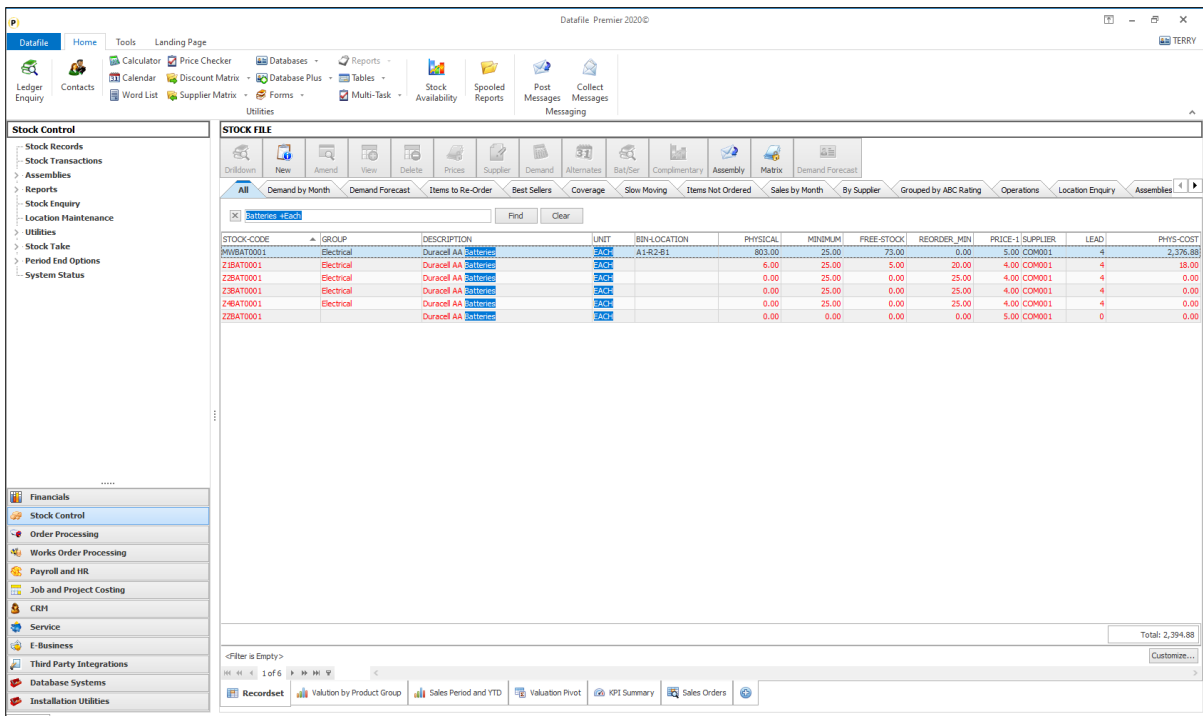 (P)
Datafile Premier 2020©
Datafile Home Tools Landing Page
TERRY
Ledger Enquiry
Contacts
Calculator Price Checker
Calendar Discount Matrix
Word List Supplier Matrix
Databases Reports
Database Plus Tables
Forms Multi-Task
Utilities
Stock Availability
Spooled Reports
Post Messages
Collect Messages
Messaging
Stock Control
Stock Records
Stock Transactions
Assemblies
Reports
Stock Enquiry
Location Maintenance
Utilities
Stock Take
Period End Options
System Status
Financials
Stock Control
Order Processing
Works Order Processing
Payroll and HR
Job and Project Costing
CRM
Service
E-Business
Third Party Integrations
Database Systems
Installation Utilities
STOCK FILE
Drilldown New Amend View Delete Prices Supplier Demand Alternates Bat/Ser Complimentary Assembly Matrix Demand Forecast
All Demand by Month Demand Forecast Items to Re-Order Best Sellers Coverage Slow Moving Items Not Ordered Sales by Month By Supplier Grouped by ABC Rating Operations Location Enquiry Assemblies
Batteries +Each Find Clear
STOCK-CODE GROUP DESCRIPTION UNIT BIN-LOCATION PHYSICAL MINIMUM FREE-STOCK REORDER_MIN PRICE-1 SUPPLIER LEAD PHYS-COST
MWBAT0001 Electrical Duracell AA Batteries EACH A1-R2-B1 803.00 25.00 73.00 0.00 5.00 COM001 4 2,376.88
Z1BAT0001 Electrical Duracell AA Batteries EACH 6.00 25.00 5.00 20.00 4.00 COM001 4 18.00
Z2BAT0001 Electrical Duracell AA Batteries EACH 0.00 25.00 0.00 25.00 4.00 COM001 4 0.00
Z3BAT0001 Electrical Duracell AA Batteries EACH 0.00 25.00 0.00 25.00 4.00 COM001 4 0.00
Z4BAT0001 Electrical Duracell AA Batteries EACH 0.00 25.00 0.00 25.00 4.00 COM001 4 0.00
ZZBAT0001 Duracell AA Batteries EACH 0.00 0.00 0.00 0.00 5.00 COM001 0 0.00
Total: 2,394.88
<Filter is Empty> Customize...
1 of 6
Recordset Valution by Product Group Sales Period and YTD Valuation Pivot KPI Summary Sales Orders